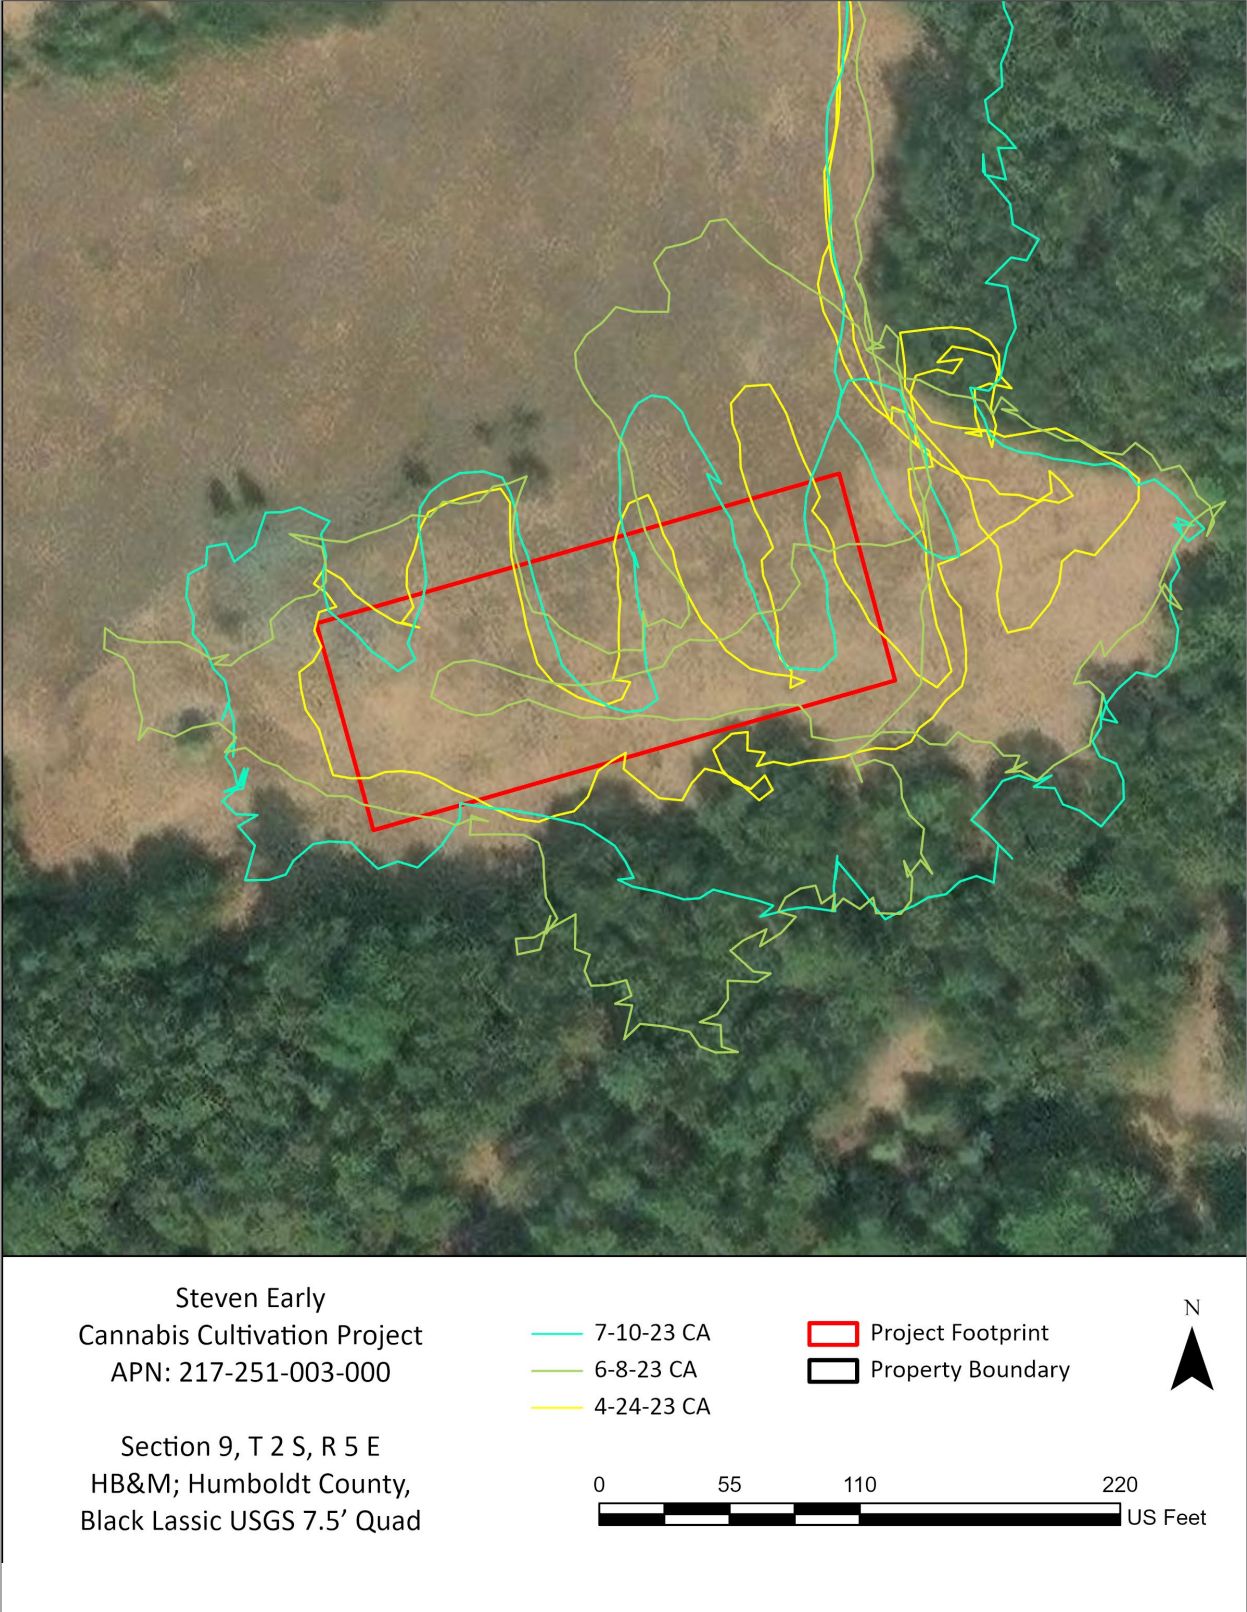 Steven Early
Cannabis Cultivation Project
APN: 217-251-003-000
Section 9, T 2 S, R 5 E
HB&M; Humboldt County,
Black Lassic USGS 7.5’ Quad
7-10-23 CA
6-8-23 CA
4-24-23 CA
Project Footprint
Property Boundary
N
0 55 110 220
US Feet